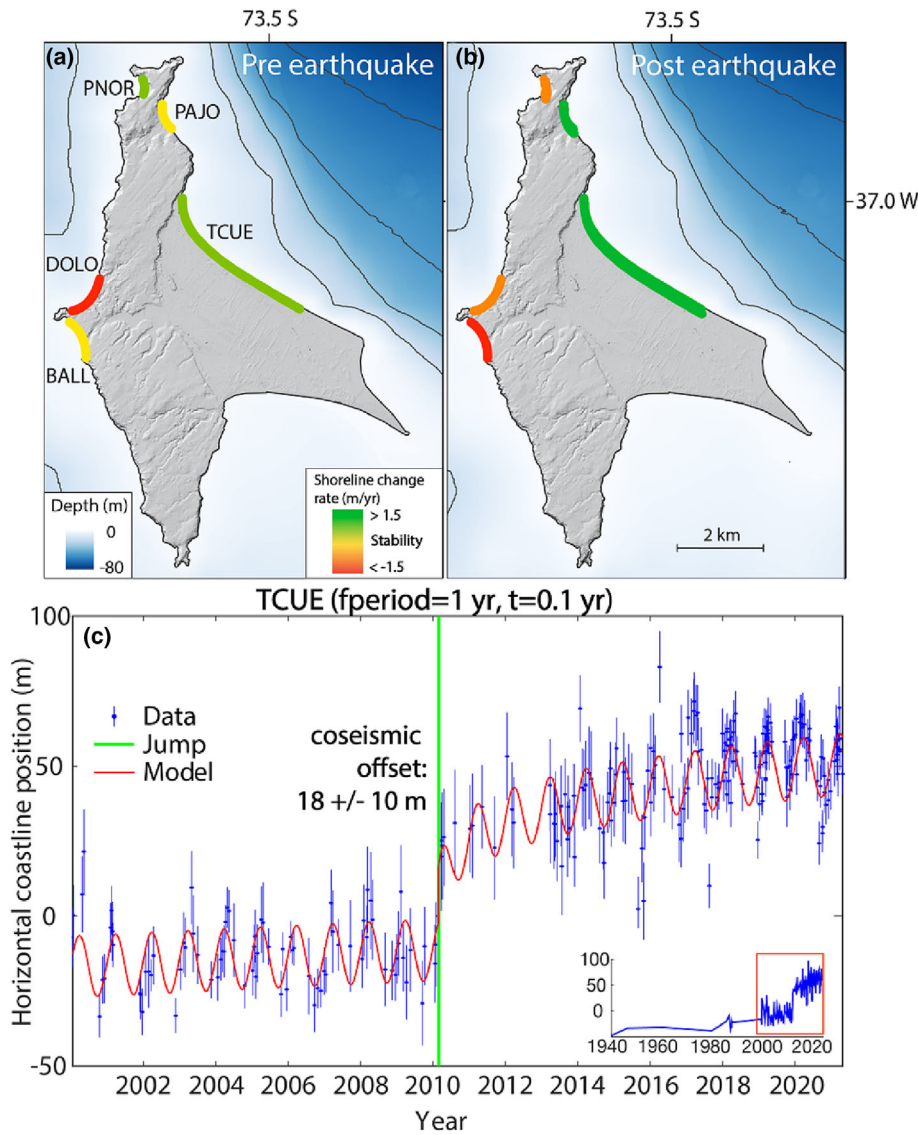 73.5 S
73.5 S
(a)
Pre earthquake
PNOR
PAJO
TCUE
DOLO
BALL
Depth (m)
0
-80
Shoreline change
rate (m/yr)
> 1.5
Stability
< -1.5
(b)
Post earthquake
37.0 W
2 km
TCUE (fperiod=1 yr, t=0.1 yr)
(c)
Horizontal coastline position (m)
100
50
0
-50
Data
Jump
Model
coseismic
offset:
18 +/- 10 m
100
50
0
1940 1960 1980 2000 2020
2002 2004 2006 2008 2010 2012 2014 2016 2018 2020
Year